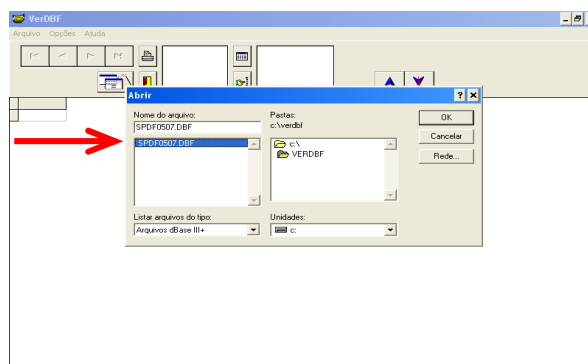 VerDBF
Arquivo Opções Ajuda
Abrir
Nome do arquivo:
SPDF0507.DBF
SPDF0507.DBF
Listar arquivos do tipo:
Arquivos dBase III+
Pastas:
c:\verdbf
c:\
VERDBF
Unidades:
c:
OK
Cancelar
Rede...